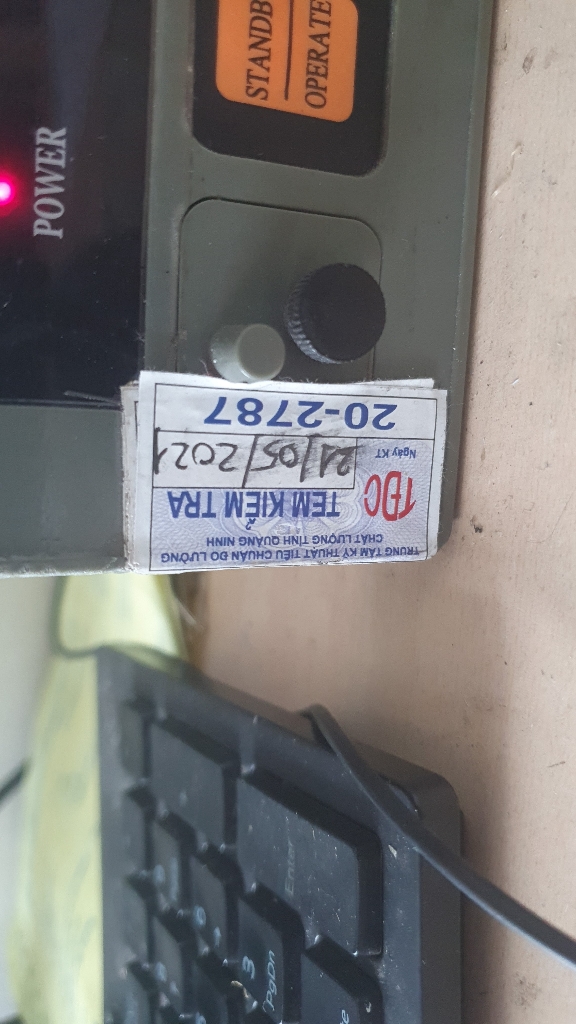 STANDB
OPERATE
POWER
TRUNG TÂM KỸ THUẬT TIÊU CHUẨN ĐO LƯỜNG
CHẤT LƯỢNG TỈNH QUẢNG NINH
TĐC
TEM KIỂM TRA
Ngày KT
21/05/2021
20-2787
Enter
3
PgDn